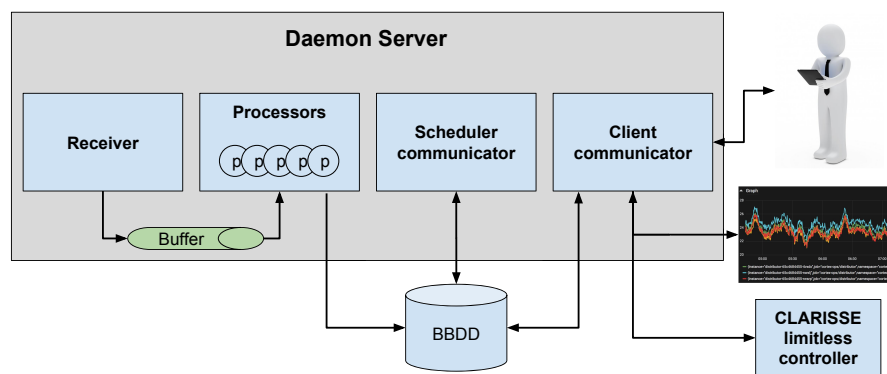 Daemon Server
Receiver
Processors
p p p p p
Scheduler
communicator
Client
communicator
Buffer
BBDD
Graph
CLARISSE
limitless
controller